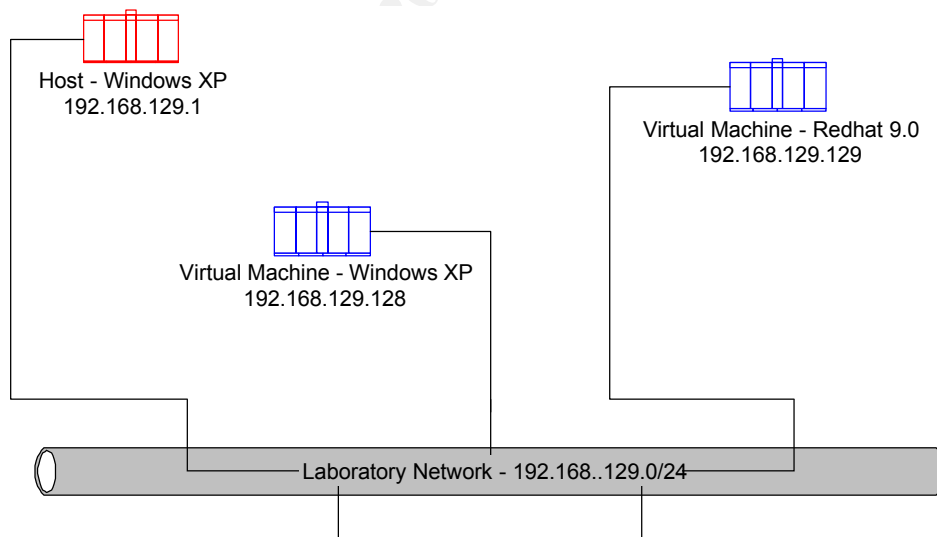 Host - Windows XP
192.168.129.1
Virtual Machine - Redhat 9.0
192.168.129.129
Virtual Machine - Windows XP
192.168.129.128
Laboratory Network - 192.168..129.0/24